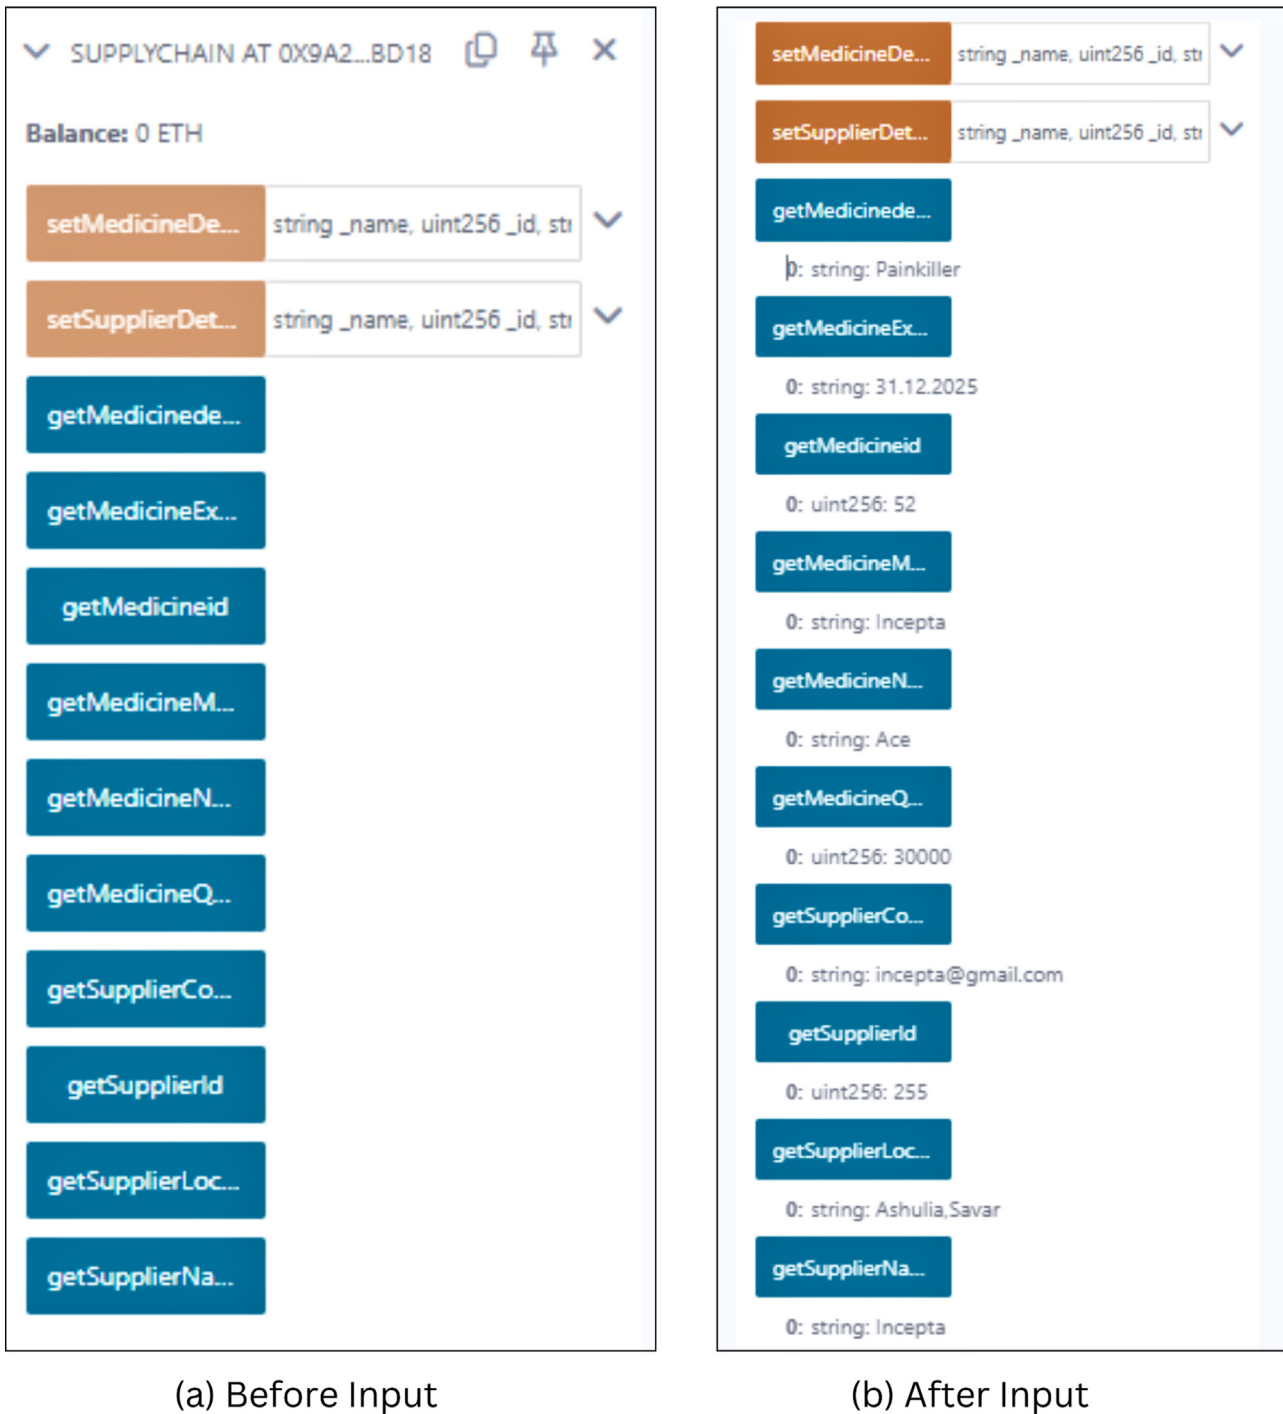 SUPPLYCHAIN AT 0X9A2...BD18
Balance: 0 ETH
setMedicineDe... string _name, uint256 _id, str
setSupplierDet... string _name, uint256 _id, str
getMedicinede...
getMedicineEx...
getMedicineid
getMedicineM...
getMedicineN...
getMedicineQ...
getSupplierCo...
getSupplierId
getSupplierLoc...
getSupplierNa...
(a) Before Input
setMedicineDe... string _name, uint256 _id, str
setSupplierDet... string _name, uint256 _id, str
getMedicinede...
0: string: Painkiller
getMedicineEx...
0: string: 31.12.2025
getMedicineid
0: uint256: 52
getMedicineM...
0: string: Incepta
getMedicineN...
0: string: Ace
getMedicineQ...
0: uint256: 30000
getSupplierCo...
0: string: incepta@gmail.com
getSupplierId
0: uint256: 255
getSupplierLoc...
0: string: Ashulia,Savar
getSupplierNa...
0: string: Incepta
(b) After Input